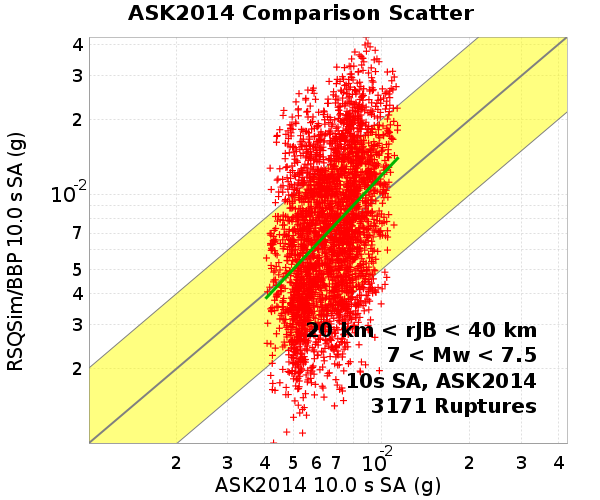 ASK2014 Comparison Scatter
RSQSim/BBP 10.0 s SA (g)
4
3
2
10-2
7
5
4
3
2
20 km < rJB < 40 km
7 < Mw < 7.5
10s SA, ASK2014
3171 Ruptures
2 3 4 5 6 7 10-2 2 3 4
ASK2014 10.0 s SA (g)